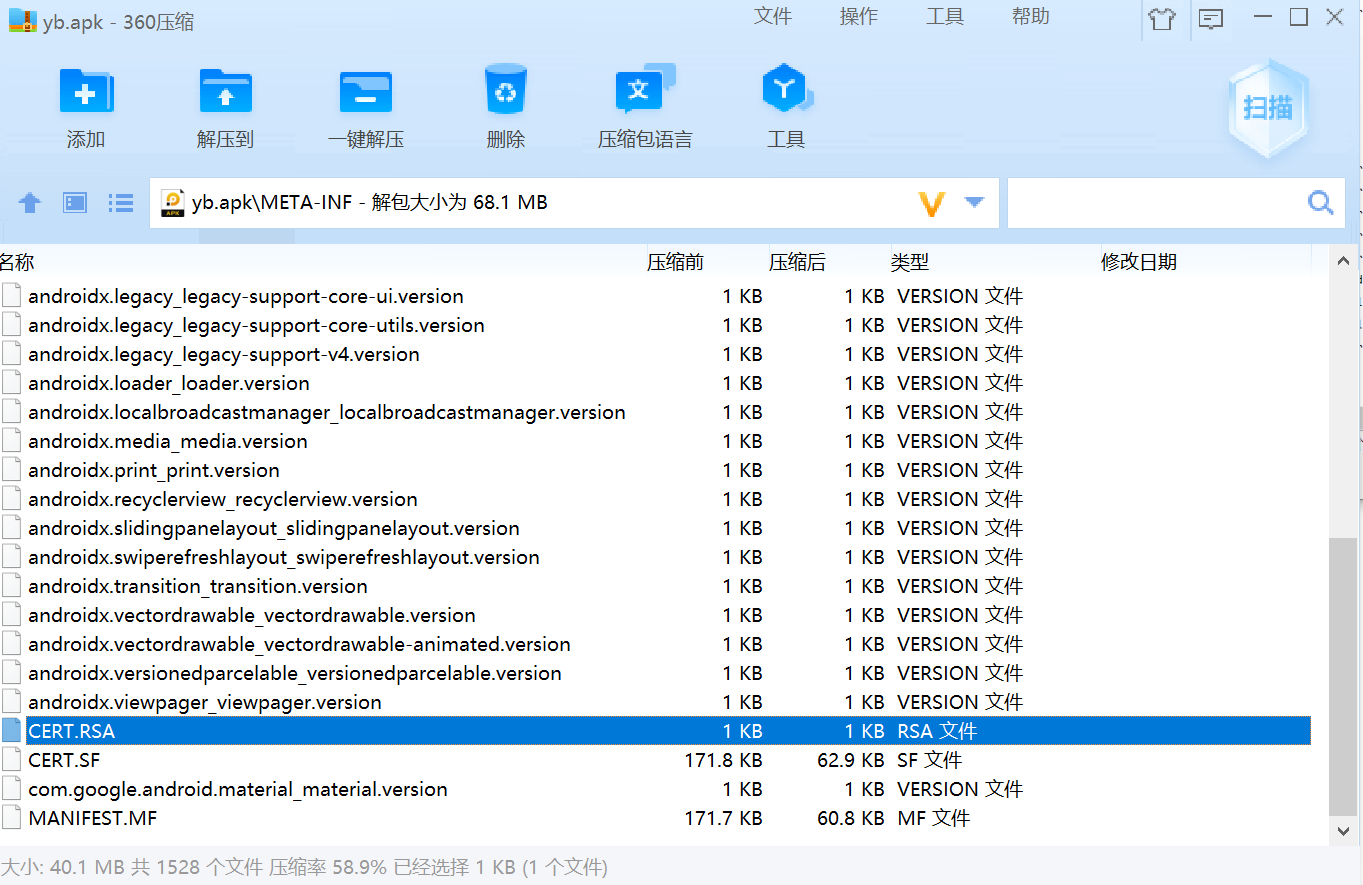 yb.apk - 360压缩
文件 操作 工具 帮助
添加 解压到 一键解压 删除 压缩包语言 工具
扫描
yb.apk\META-INF - 解包大小为 68.1 MB
名称 压缩前 压缩后 类型 修改日期
androidx.legacy_legacy-support-core-ui.version 1 KB 1 KB VERSION 文件
androidx.legacy_legacy-support-core-utils.version 1 KB 1 KB VERSION 文件
androidx.legacy_legacy-support-v4.version 1 KB 1 KB VERSION 文件
androidx.loader_loader.version 1 KB 1 KB VERSION 文件
androidx.localbroadcastmanager_localbroadcastmanager.version 1 KB 1 KB VERSION 文件
androidx.media_media.version 1 KB 1 KB VERSION 文件
androidx.print_print.version 1 KB 1 KB VERSION 文件
androidx.recyclerview_recyclerview.version 1 KB 1 KB VERSION 文件
androidx.slidingpanelayout_slidingpanelayout.version 1 KB 1 KB VERSION 文件
androidx.swiperefreshlayout_swiperefreshlayout.version 1 KB 1 KB VERSION 文件
androidx.transition_transition.version 1 KB 1 KB VERSION 文件
androidx.vectordrawable_vectordrawable.version 1 KB 1 KB VERSION 文件
androidx.vectordrawable_vectordrawable-animated.version 1 KB 1 KB VERSION 文件
androidx.versionedparcelable_versionedparcelable.version 1 KB 1 KB VERSION 文件
androidx.viewpager_viewpager.version 1 KB 1 KB VERSION 文件
CERT.RSA 1 KB 1 KB RSA 文件
CERT.SF 171.8 KB 62.9 KB SF 文件
com.google.android.material_material.version 1 KB 1 KB VERSION 文件
MANIFEST.MF 171.7 KB 60.8 KB MF 文件
大小: 40.1 MB 共 1528 个文件 压缩率 58.9% 已经选择 1 KB (1 个文件)